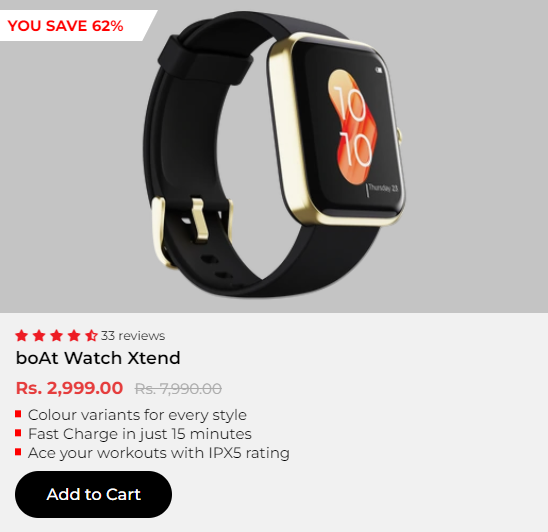 YOU SAVE 62%
10
10
Thursday 23
33 reviews
boAt Watch Xtend
Rs. 2,999.00 Rs. 7,990.00
Colour variants for every style
Fast Charge in just 15 minutes
Ace your workouts with IPX5 rating
Add to Cart